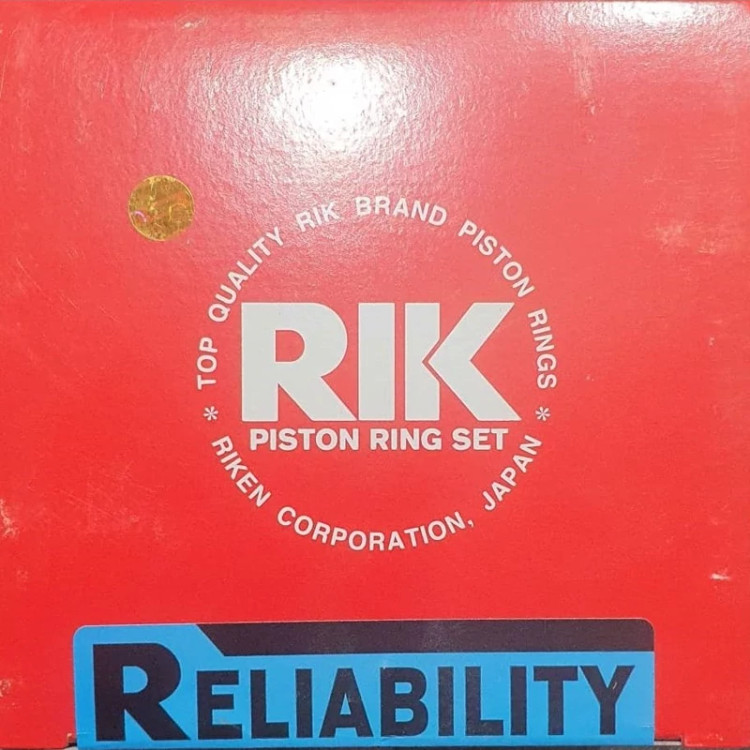 TOP QUALITY RIK BRAND PISTON RINGS
RIK
PISTON RING SET
* RIKEN CORPORATION, JAPAN *
RELIABILITY